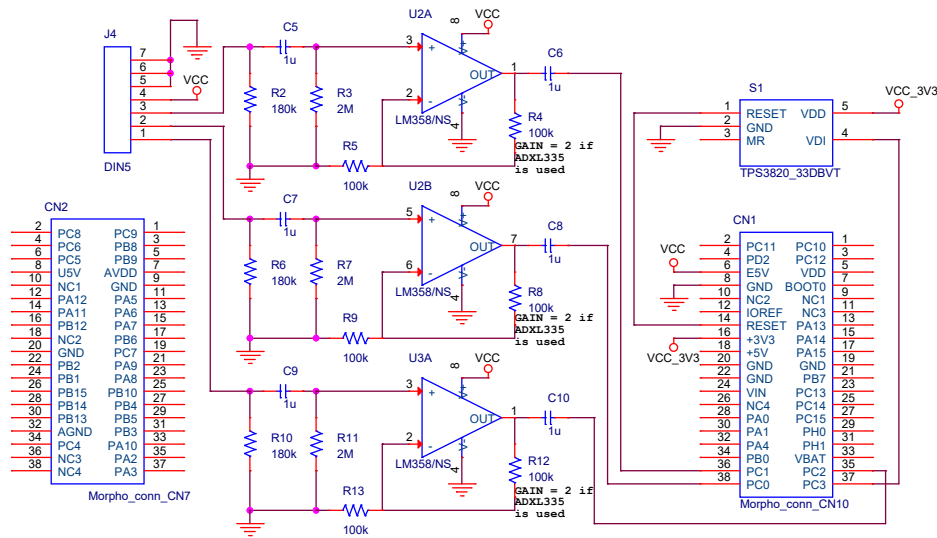 J4
7
6
5
4
3
2
1
DIN5
VCC
C5
1u
R2
180k
R3
2M
R5
100k
U2A
3
2
+
-
8
V+
OUT
1
V-
4
LM358/NS
VCC
R4
100k
GAIN = 2 if
ADXL335
is used
C6
1u
C7
1u
R6
180k
R7
2M
R9
100k
U2B
5
6
+
-
8
V+
OUT
7
V-
4
LM358/NS
VCC
R8
100k
GAIN = 2 if
ADXL335
is used
C8
1u
C9
1u
R10
180k
R11
2M
R13
100k
U3A
3
2
+
-
8
V+
OUT
1
V-
4
LM358/NS
VCC
R12
100k
GAIN = 2 if
ADXL335
is used
C10
1u
S1
1 RESET VDD 5
2 GND VDI 4
3 MR
TPS3820_33DBVT
VCC_3V3
CN2
2 PC8 PC9 1
4 PC6 PB8 3
6 PC5 PB9 5
8 U5V AVDD 7
10 NC1 GND 9
12 PA12 PA5 11
14 PA11 PA6 13
16 PB12 PA7 15
18 NC2 PB6 17
20 GND PC7 19
22 PB2 PA9 21
24 PB1 PA8 23
26 PB15 PB10 25
28 PB14 PB4 27
30 PB13 PB5 29
32 AGND PB3 31
34 PC4 PA10 33
36 NC3 PA2 35
38 NC4 PA3 37
Morpho_conn_CN7
CN1
VCC
VCC_3V3
2 PC11 PC10 1
4 PD2 PC12 3
6 E5V VDD 5
8 GND BOOT0 7
10 NC2 NC1 9
12 IOREF NC3 11
14 RESET PA13 13
16 +3V3 PA14 15
18 +5V PA15 17
20 GND GND 19
22 GND PB7 21
24 VIN PC13 23
26 NC4 PC14 25
28 PA0 PC15 27
30 PA1 PH0 29
32 PA4 PH1 31
34 PB0 VBAT 33
36 PC1 PC2 35
38 PC0 PC3 37
Morpho_conn_CN10